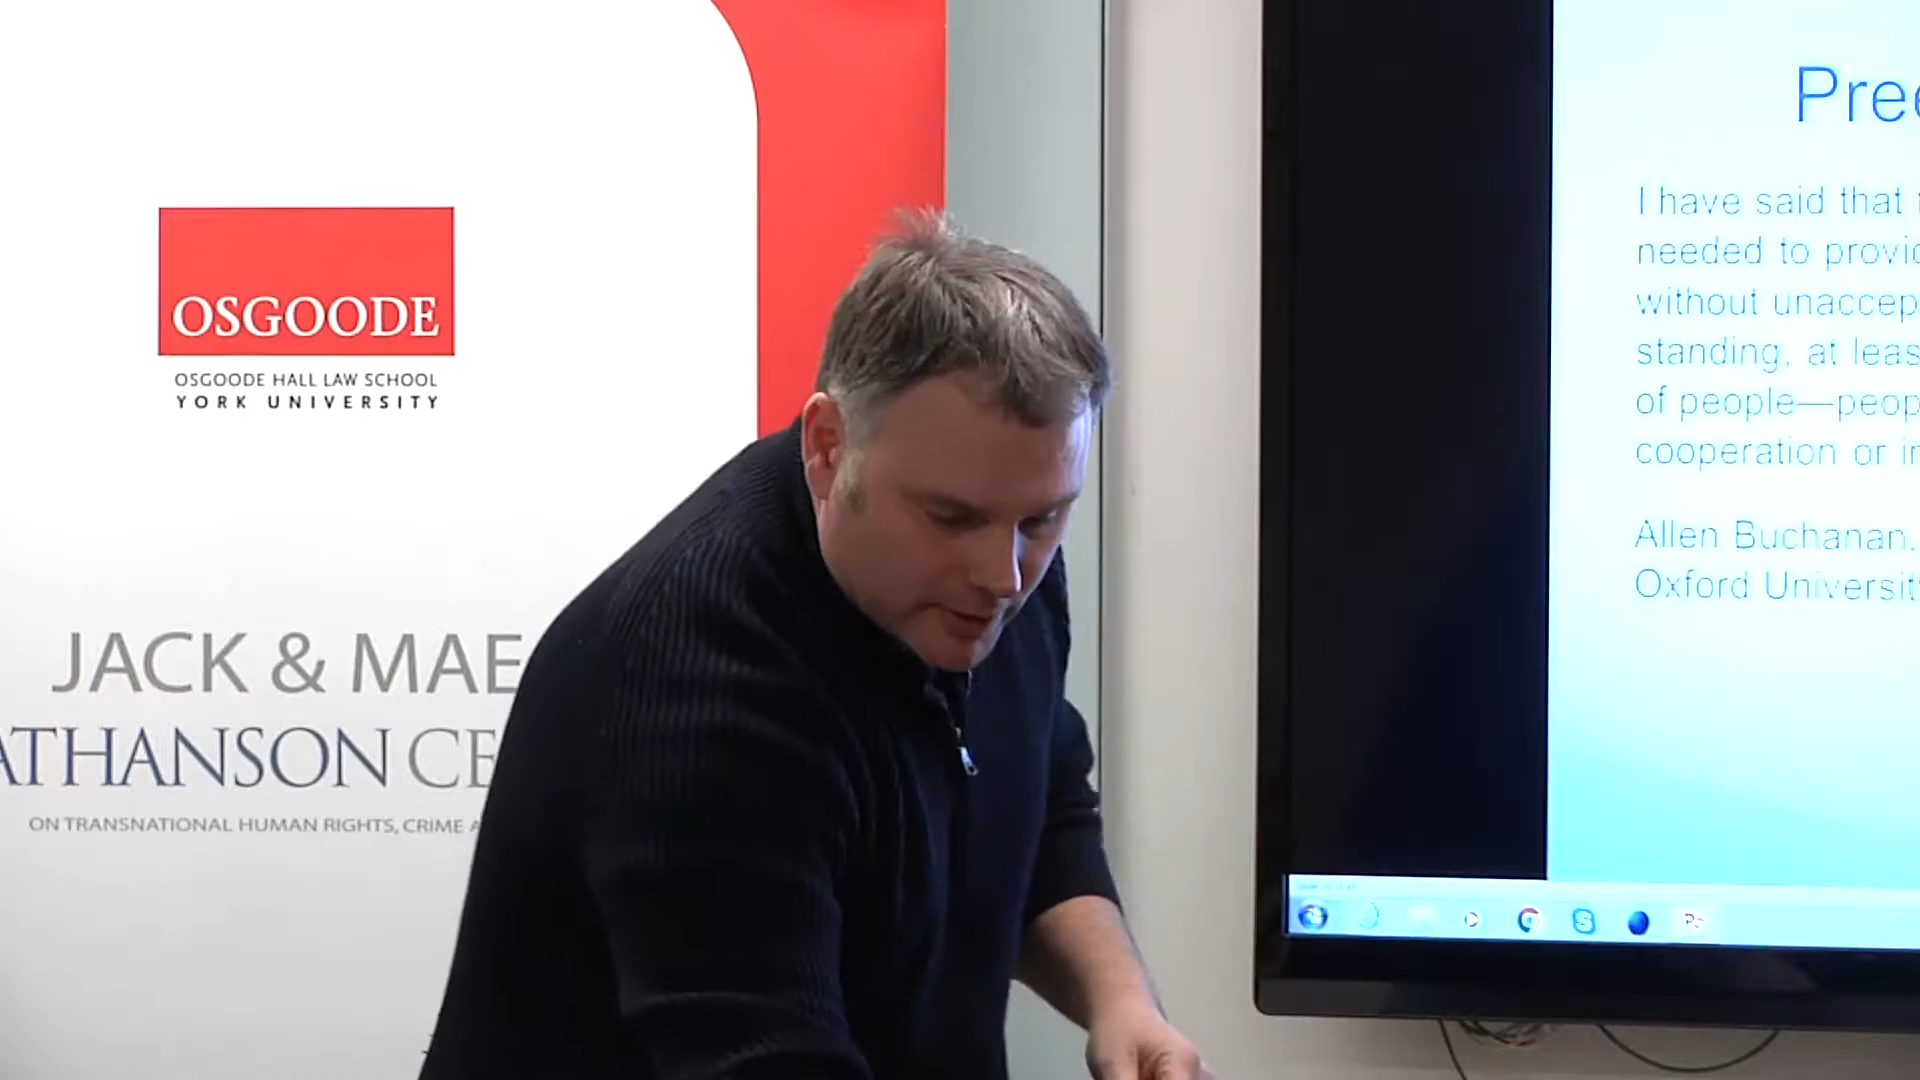 OSGOODE
OSGOODE HALL LAW SCHOOL
YORK UNIVERSITY
JACK & MAE
ATHANSON CE
ON TRANSNATIONAL HUMAN RIGHTS, CRIME
Pre
I have said that
needed to provi
without unaccep
standing, at leas
of people—peop
cooperation or i
Allen Buchanan,
Oxford Universit